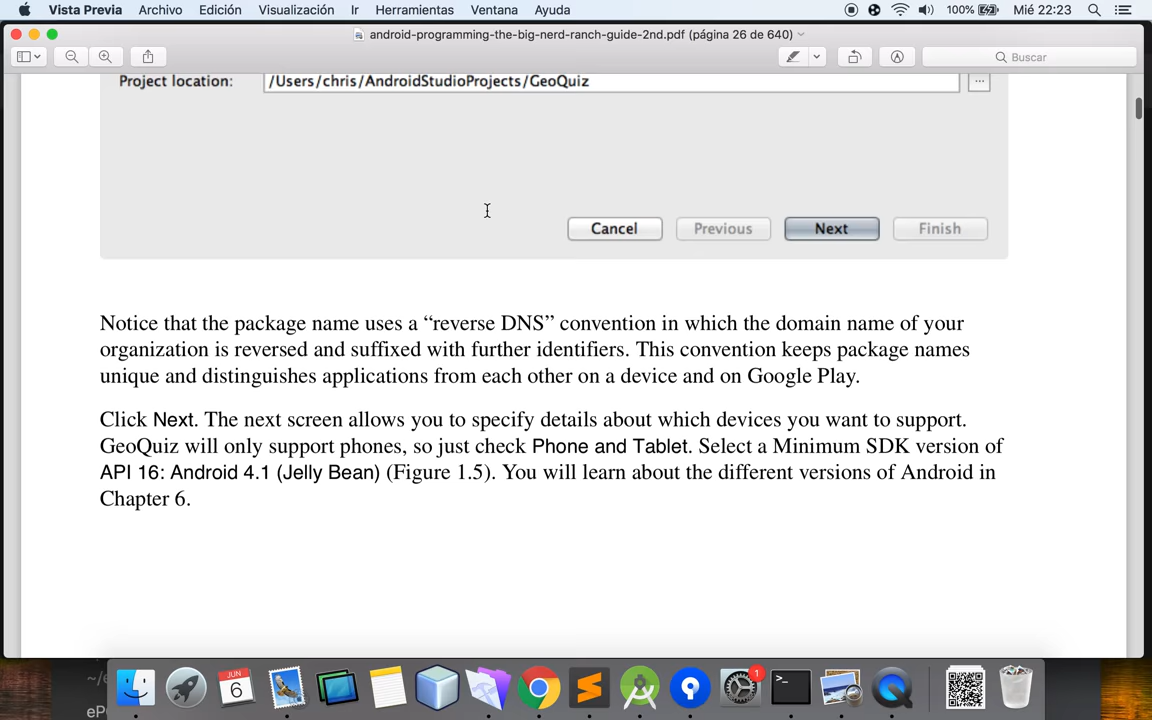 Vista Previa Archivo Edición Visualización Ir Herramientas Ventana Ayuda 100% Mié 22:23
android-programming-the-big-nerd-ranch-guide-2nd.pdf (página 26 de 640)
Buscar
Project location: /Users/chris/AndroidStudioProjects/GeoQuiz ...
Cancel Previous Next Finish
Notice that the package name uses a “reverse DNS” convention in which the domain name of your
organization is reversed and suffixed with further identifiers. This convention keeps package names
unique and distinguishes applications from each other on a device and on Google Play.
Click Next. The next screen allows you to specify details about which devices you want to support.
GeoQuiz will only support phones, so just check Phone and Tablet. Select a Minimum SDK version of
API 16: Android 4.1 (Jelly Bean) (Figure 1.5). You will learn about the different versions of Android in
Chapter 6.
~/e
JUN
6
1
>_
eP